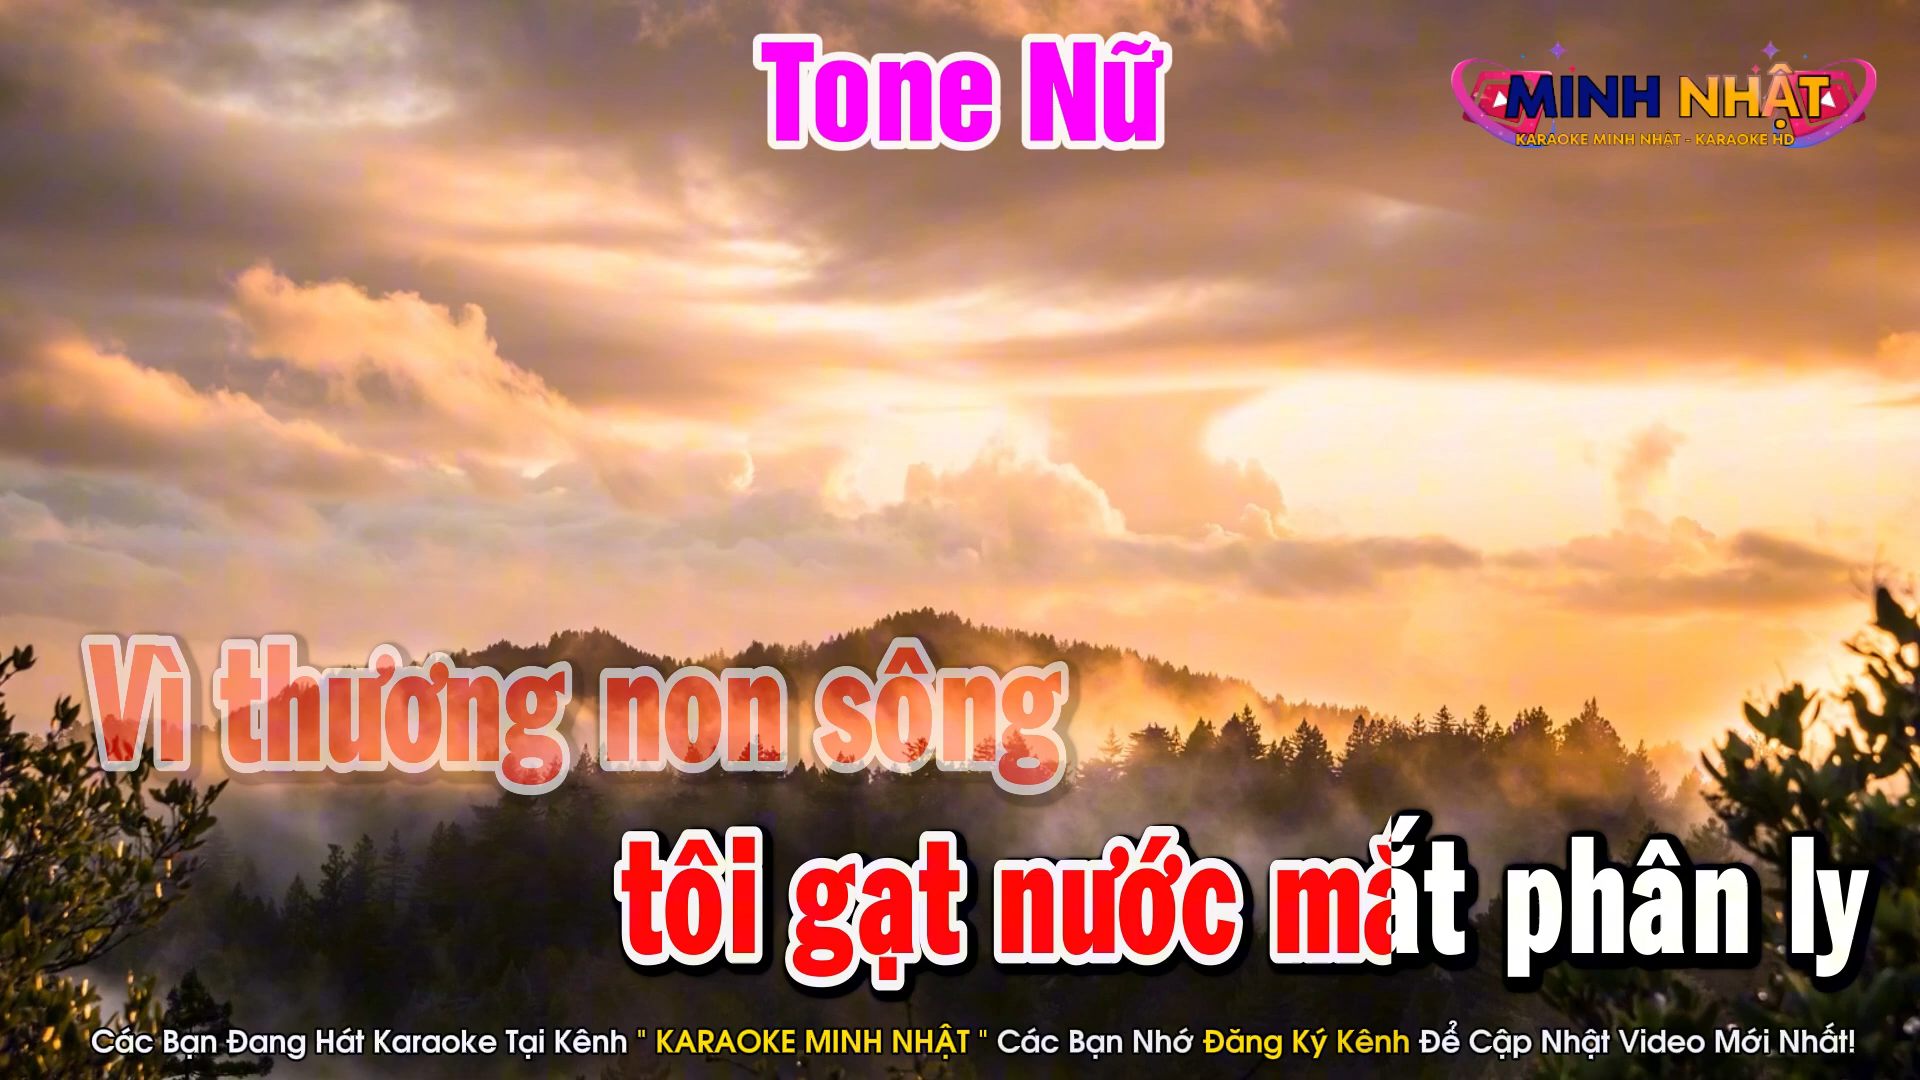 Tone Nữ
MINH NHẬT
KARAOKE MINH NHẬT - KARAOKE HD
Vì thương non sông
tôi gạt nước mắt phân ly
Các Bạn Đang Hát Karaoke Tại Kênh " KARAOKE MINH NHẬT " Các Bạn Nhớ Đăng Ký Kênh Để Cập Nhật Video Mới Nhất!